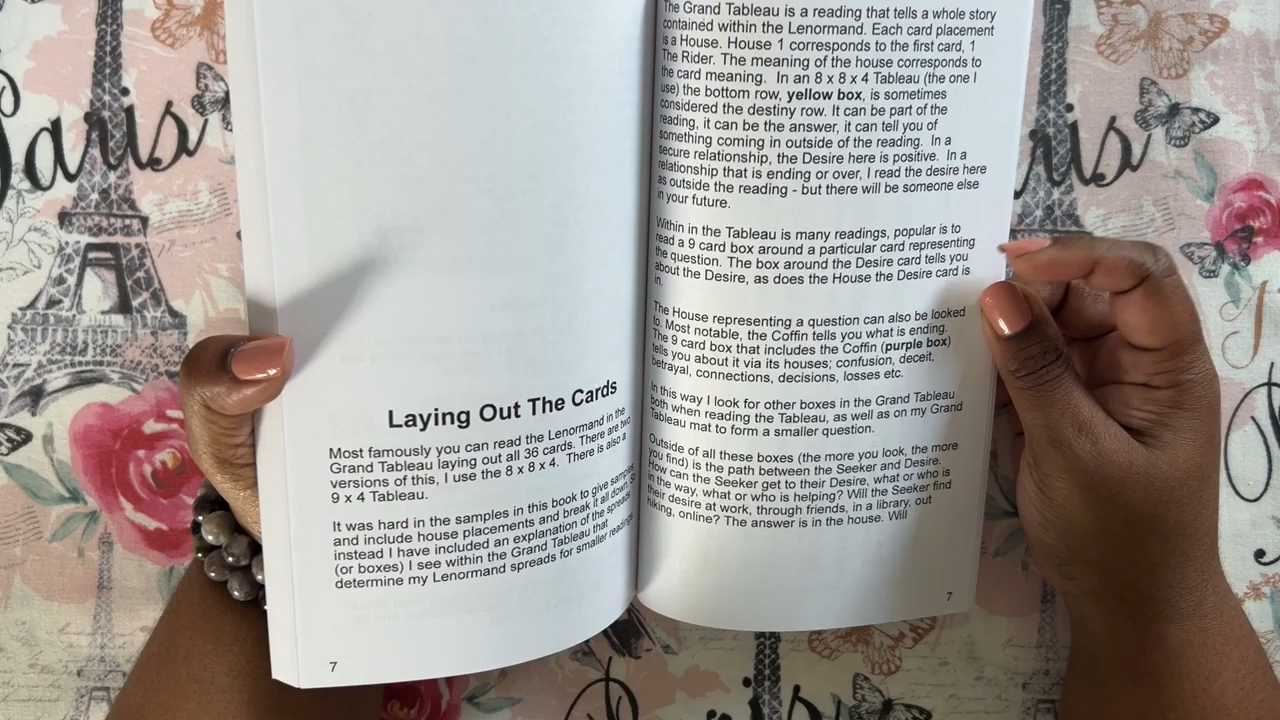 Laying Out The Cards
Most famously you can read the Lenormand in the
Grand Tableau laying out all 36 cards. There are two
versions of this, I use the 8 x 8 x 4. There is also a
9 x 4 Tableau.
It was hard in the samples in this book to give samples
and include house placements and break it all down. So
instead I have included an explanation of the spreads
(or boxes) I see within the Grand Tableau that
determine my Lenormand spreads for smaller readings.
7
The Grand Tableau is a reading that tells a whole story
contained within the Lenormand. Each card placement
is a House. House 1 corresponds to the first card, 1
The Rider. The meaning of the house corresponds to
the card meaning. In an 8 x 8 x 4 Tableau (the one I
use) the bottom row, yellow box, is sometimes
considered the destiny row. It can be part of the
reading, it can be the answer, it can tell you of
something coming in outside of the reading. In a
secure relationship, the Desire here is positive. In a
relationship that is ending or over, I read the desire here
as outside the reading - but there will be someone else
in your future.
Within in the Tableau is many readings, popular is to
read a 9 card box around a particular card representing
the question. The box around the Desire card tells you
about the Desire, as does the House the Desire card is
in.
The House representing a question can also be looked
to. Most notable, the Coffin tells you what is ending.
The 9 card box that includes the Coffin (purple box)
tells you about it via its houses; confusion, deceit,
betrayal, connections, decisions, losses etc.
In this way I look for other boxes in the Grand Tableau
both when reading the Tableau, as well as on my Grand
Tableau mat to form a smaller question.
Outside of all these boxes (the more you look, the more
you find) is the path between the Seeker and Desire.
How can the Seeker get to their Desire, what or who is
in the way, what or who is helping? Will the Seeker find
their desire at work, through friends, in a library, out
hiking, online? The answer is in the house. Will
7
Paris
ris
Paris